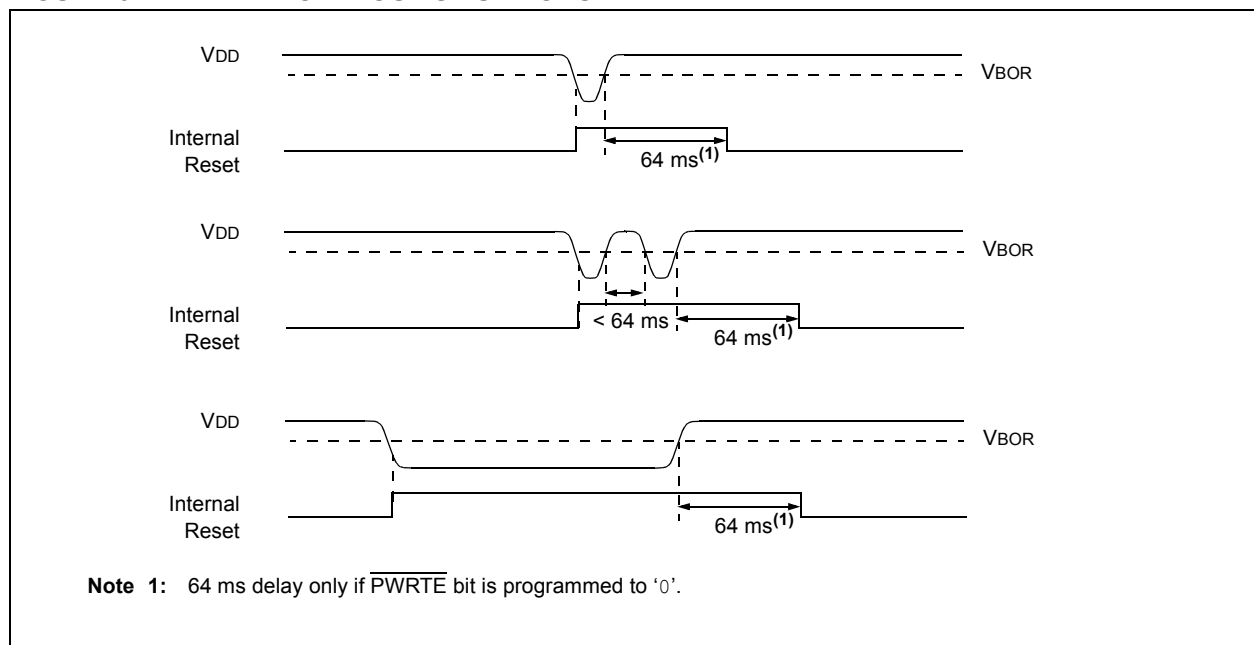 VDD
VBOR
Internal
Reset
64 ms(1)
VDD
VBOR
Internal
Reset
< 64 ms
64 ms(1)
VDD
VBOR
Internal
Reset
64 ms(1)
Note 1: 64 ms delay only if PWRTE bit is programmed to ‘0’.